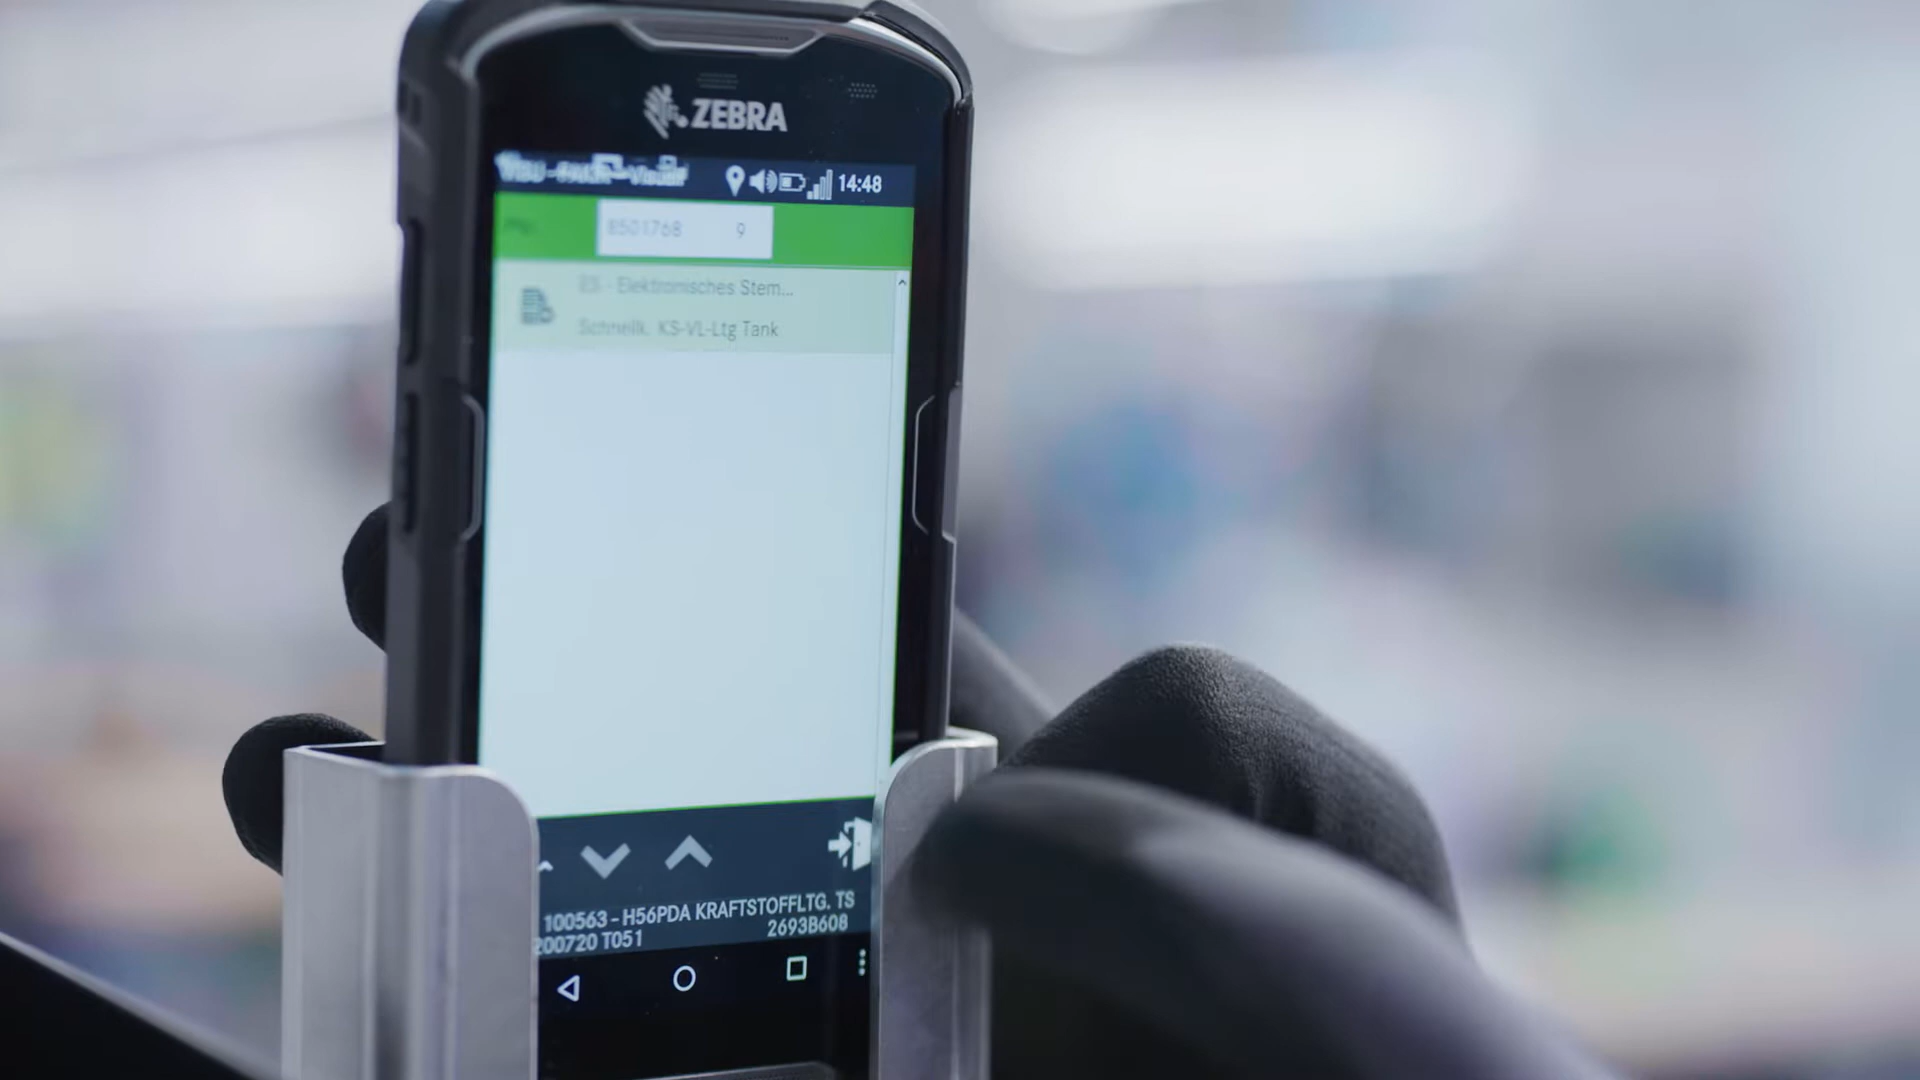 ZEBRA
14:48
8501768 9
ES - Elektronisches Stem...
Schnellk. KS-VL-Ltg Tank
100563 - H56PDA KRAFTSTOFFLTG. TS
200720 T051 2693B608